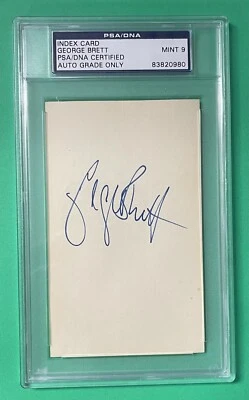 PSA/DNA
INDEX CARD
GEORGE BRETT MINT 9
PSA/DNA CERTIFIED
AUTO GRADE ONLY 83820980
George Brett